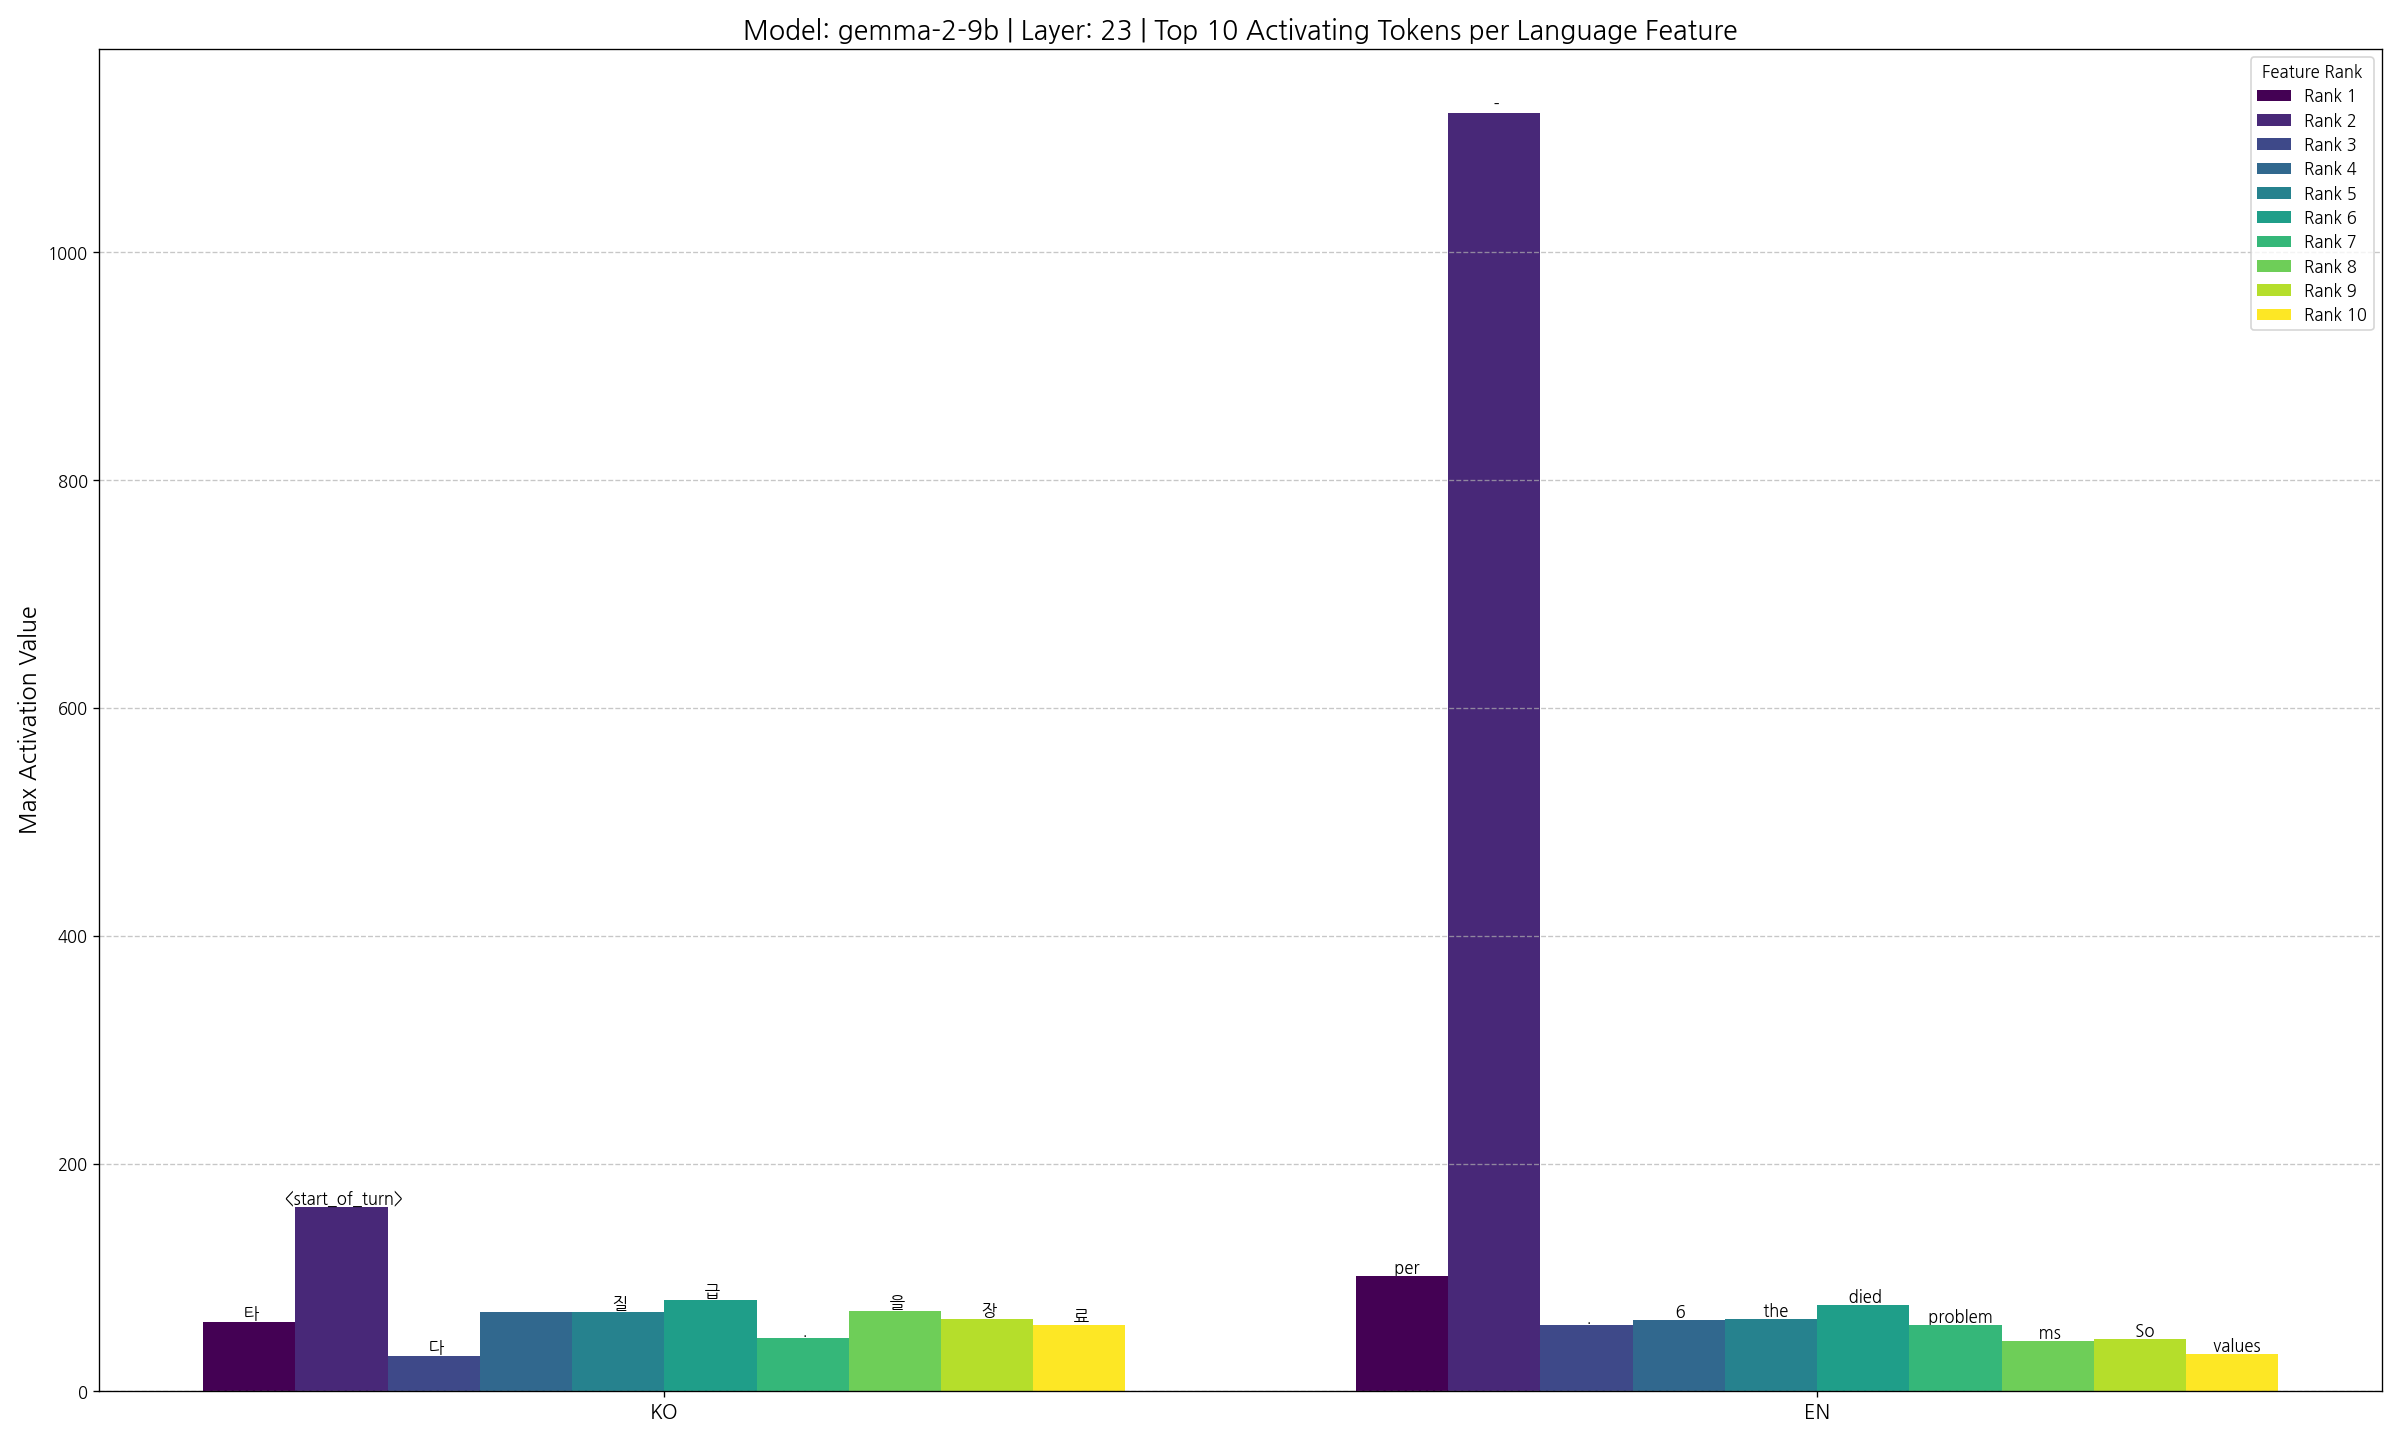 Model: gemma-2-9b | Layer: 23 | Top 10 Activating Tokens per Language Feature
Feature Rank
Rank 1
Rank 2
Rank 3
Rank 4
Rank 5
Rank 6
Rank 7
Rank 8
Rank 9
Rank 10
Max Activation Value
1000
800
600
400
200
0
타
<start_of_turn>
다
질
급
.
을
장
료
per
-
.
6
the
died
problem
ms
So
values
KO
EN